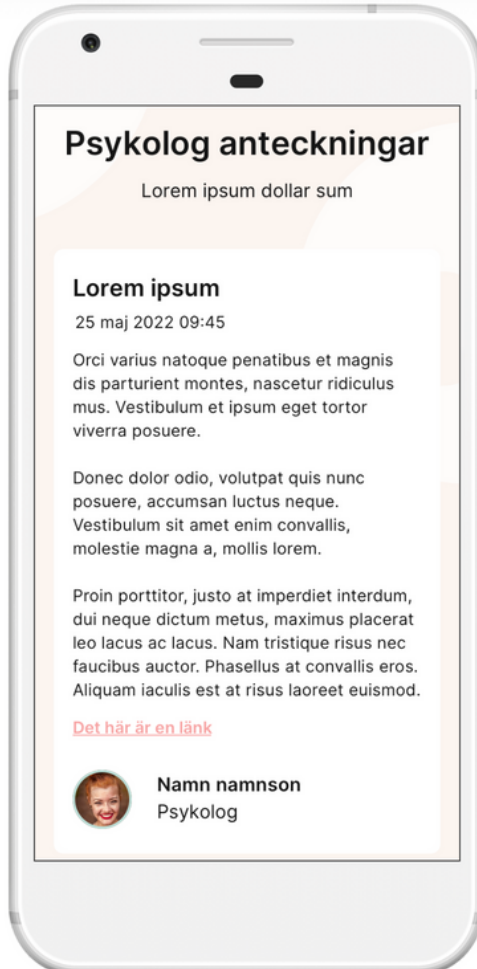 Psykolog anteckningar
Lorem ipsum dollar sum
Lorem ipsum
25 maj 2022 09:45
Orci varius natoque penatibus et magnis
dis parturient montes, nascetur ridiculus
mus. Vestibulum et ipsum eget tortor
viverra posuere.
Donec dolor odio, volutpat quis nunc
posuere, accumsan luctus neque.
Vestibulum sit amet enim convallis,
molestie magna a, mollis lorem.
Proin porttitor, justo at imperdiet interdum,
dui neque dictum metus, maximus placerat
leo lacus ac lacus. Nam tristique risus nec
faucibus auctor. Phasellus at convallis eros.
Aliquam iaculis est at risus laoreet euismod.
Det här är en länk
Namn namnson
Psykolog